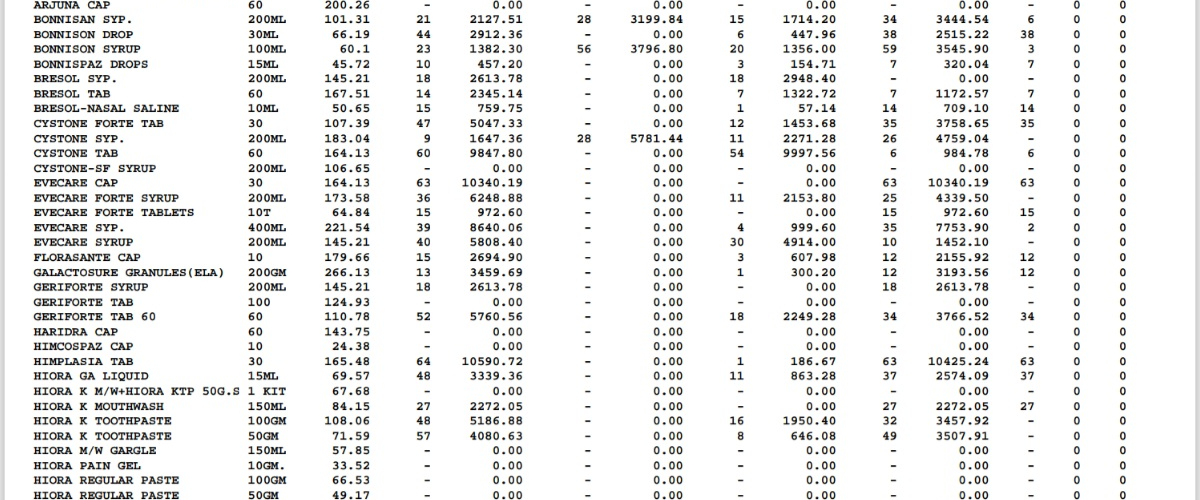 ARJUNA CAP 60 200.26 - 0.00 - 0.00 - 0.00 - 0.00 - 0 0
BONNISAN SYP. 200ML 101.31 21 2127.51 28 3199.84 15 1714.20 34 3444.54 6 0 0
BONNISON DROP 30ML 66.19 44 2912.36 - 0.00 6 447.96 38 2515.22 38 0 0
BONNISON SYRUP 100ML 60.1 23 1382.30 56 3796.80 20 1356.00 59 3545.90 3 0 0
BONNISPAZ DROPS 15ML 45.72 10 457.20 - 0.00 3 154.71 7 320.04 7 0 0
BRESOL SYP. 200ML 145.21 18 2613.78 - 0.00 18 2948.40 - 0.00 - 0 0
BRESOL TAB 60 167.51 14 2345.14 - 0.00 7 1322.72 7 1172.57 7 0 0
BRESOL-NASAL SALINE 10ML 50.65 15 759.75 - 0.00 1 57.14 14 709.10 14 0 0
CYSTONE FORTE TAB 30 107.39 47 5047.33 - 0.00 12 1453.68 35 3758.65 35 0 0
CYSTONE SYP. 200ML 183.04 9 1647.36 28 5781.44 11 2271.28 26 4759.04 - 0 0
CYSTONE TAB 60 164.13 60 9847.80 - 0.00 54 9997.56 6 984.78 6 0 0
CYSTONE-SF SYRUP 200ML 106.65 - 0.00 - 0.00 - 0.00 - 0.00 - 0 0
EVECARE CAP 30 164.13 63 10340.19 - 0.00 - 0.00 63 10340.19 63 0 0
EVECARE FORTE SYRUP 200ML 173.58 36 6248.88 - 0.00 11 2153.80 25 4339.50 - 0 0
EVECARE FORTE TABLETS 10T 64.84 15 972.60 - 0.00 - 0.00 15 972.60 15 0 0
EVECARE SYP. 400ML 221.54 39 8640.06 - 0.00 4 999.60 35 7753.90 2 0 0
EVECARE SYRUP 200ML 145.21 40 5808.40 - 0.00 30 4914.00 10 1452.10 - 0 0
FLORASANTE CAP 10 179.66 15 2694.90 - 0.00 3 607.98 12 2155.92 12 0 0
GALACTOSURE GRANULES(ELA) 200GM 266.13 13 3459.69 - 0.00 1 300.20 12 3193.56 12 0 0
GERIFORTE SYRUP 200ML 145.21 18 2613.78 - 0.00 - 0.00 18 2613.78 - 0 0
GERIFORTE TAB 100 124.93 - 0.00 - 0.00 - 0.00 - 0.00 - 0 0
GERIFORTE TAB 60 60 110.78 52 5760.56 - 0.00 18 2249.28 34 3766.52 34 0 0
HARIDRA CAP 60 143.75 - 0.00 - 0.00 - 0.00 - 0.00 - 0 0
HIMCOSPAZ CAP 10 24.38 - 0.00 - 0.00 - 0.00 - 0.00 - 0 0
HIMPLASIA TAB 30 165.48 64 10590.72 - 0.00 1 186.67 63 10425.24 63 0 0
HIORA GA LIQUID 15ML 69.57 48 3339.36 - 0.00 11 863.28 37 2574.09 37 0 0
HIORA K M/W+HIORA KTP 50G.S 1 KIT 67.68 - 0.00 - 0.00 - 0.00 - 0.00 - 0 0
HIORA K MOUTHWASH 150ML 84.15 27 2272.05 - 0.00 - 0.00 27 2272.05 27 0 0
HIORA K TOOTHPASTE 100GM 108.06 48 5186.88 - 0.00 16 1950.40 32 3457.92 - 0 0
HIORA K TOOTHPASTE 50GM 71.59 57 4080.63 - 0.00 8 646.08 49 3507.91 - 0 0
HIORA M/W GARGLE 150ML 57.85 - 0.00 - 0.00 - 0.00 - 0.00 - 0 0
HIORA PAIN GEL 10GM. 33.52 - 0.00 - 0.00 - 0.00 - 0.00 - 0 0
HIORA REGULAR PASTE 100GM 66.53 - 0.00 - 0.00 - 0.00 - 0.00 - 0 0
HIORA REGULAR PASTE 50GM 49.17 - 0.00 - 0.00 - 0.00 - 0.00 - 0 0